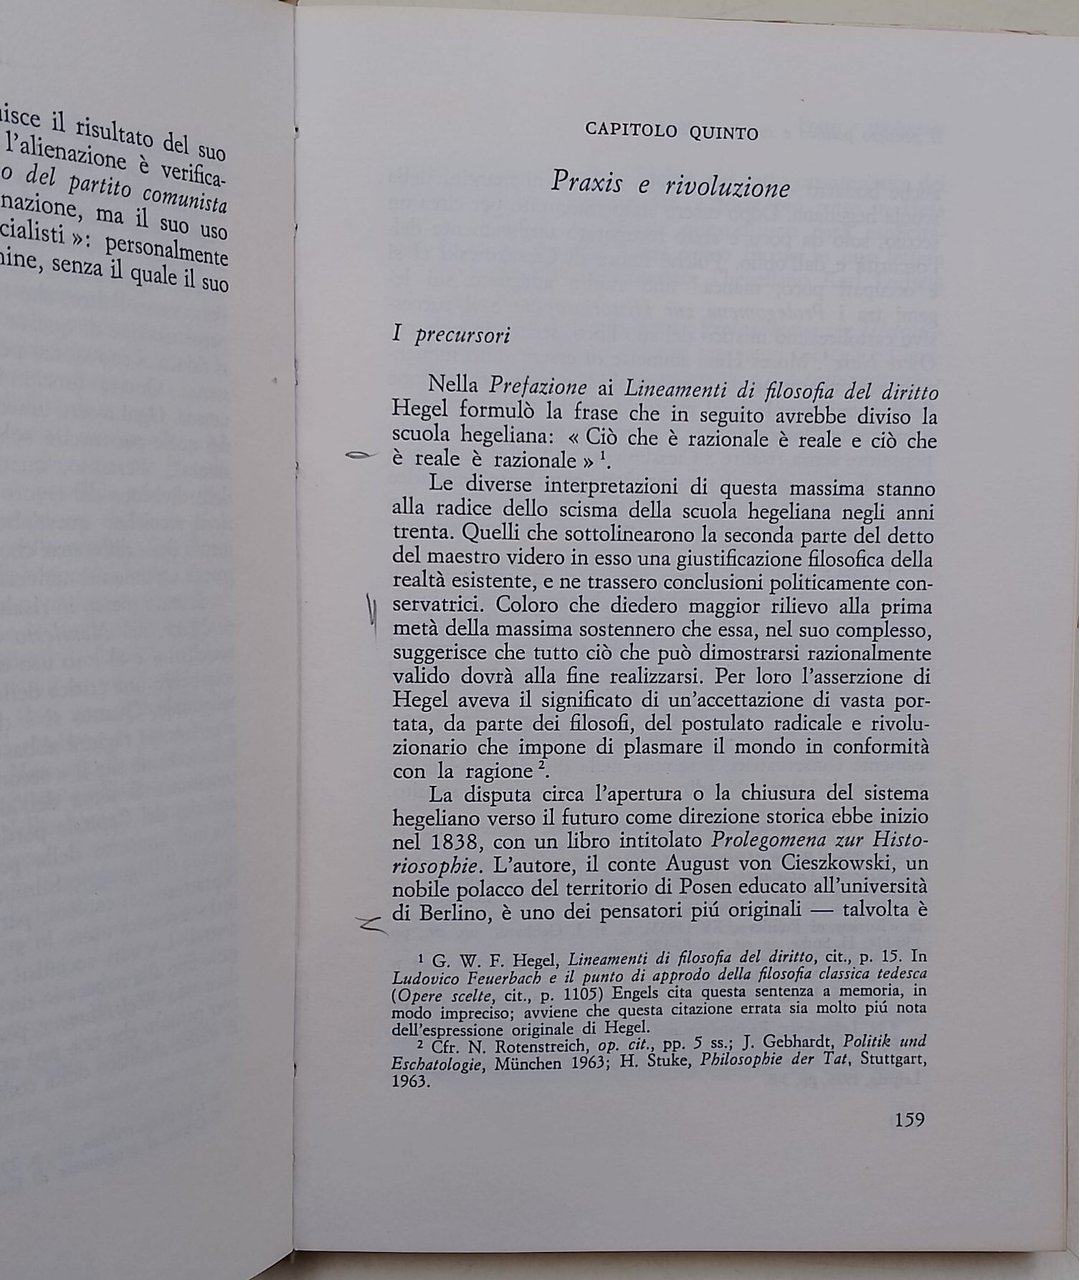 il risultato del suo
l'alienazione è verifica-
o del partito comunista
nazione, ma il suo uso
cialisti »: personalmente
senza il quale il suo
CAPITOLO QUINTO
Praxis e rivoluzione
I precursori
Nella Prefazione ai Lineamenti di filosofia del diritto
Hegel formulò la frase che in seguito avrebbe diviso la
scuola hegeliana: « Ciò che è razionale è reale e ciò che
è reale è razionale » 1.
Le diverse interpretazioni di questa massima stanno
alla radice dello scisma della scuola hegeliana negli anni
trenta. Quelli che sottolinearono la seconda parte del detto
del maestro videro in esso una giustificazione filosofica della
realtà esistente, e ne trassero conclusioni politicamente con-
servatrici. Coloro che diedero maggior rilievo alla prima
metà della massima sostennero che essa, nel suo complesso,
suggerisce che tutto ciò che può dimostrarsi razionalmente
valido dovrà alla fine realizzarsi. Per loro l'asserzione di
Hegel aveva il significato di un'accettazione di vasta por-
tata, da parte dei filosofi, del postulato radicale e rivolu-
zionario che impone di plasmare il mondo in conformità
con la ragione 2.
La disputa circa l'apertura o la chiusura del sistema
hegeliano verso il futuro come direzione storica ebbe inizio
nel 1838, con un libro intitolato Prolegomena zur Histo-
riosophie. L'autore, il conte August von Cieszkowski, un
nobile polacco del territorio di Posen educato all'università
di Berlino, è uno dei pensatori piú originali — talvolta è
1 G. W. F. Hegel, Lineamenti di filosofia del diritto, cit., p. 15. In
Ludovico Feuerbach e il punto di approdo della filosofia classica tedesca
(Opere scelte, cit., p. 1105) Engels cita questa sentenza a memoria, in
modo impreciso; avviene che questa citazione errata sia molto piú nota
dell'espressione originale di Hegel.
2 Cfr. N. Rotenstreich, op. cit., pp. 5 ss.; J. Gebhardt, Politik und
Eschatologie, München 1963; H. Stuke, Philosophie der Tat, Stuttgart,
1963.
159